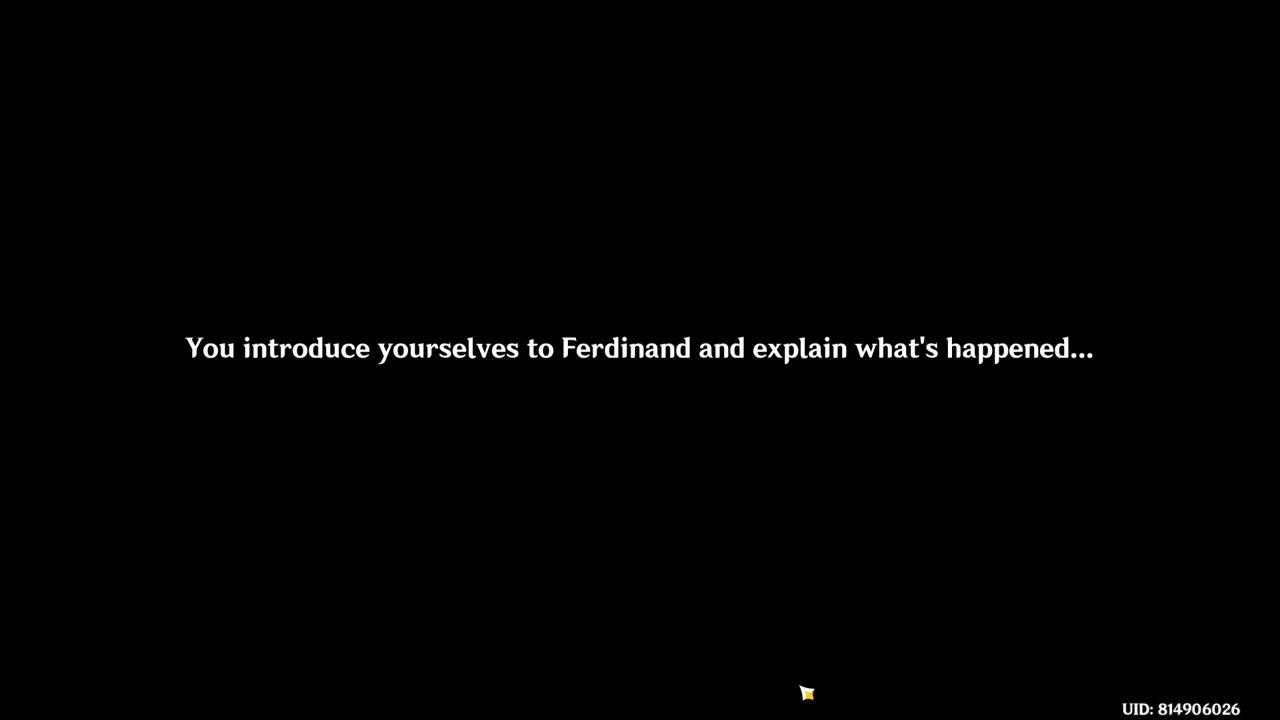 You introduce yourselves to Ferdinand and explain what's happened...
UID: 814906026